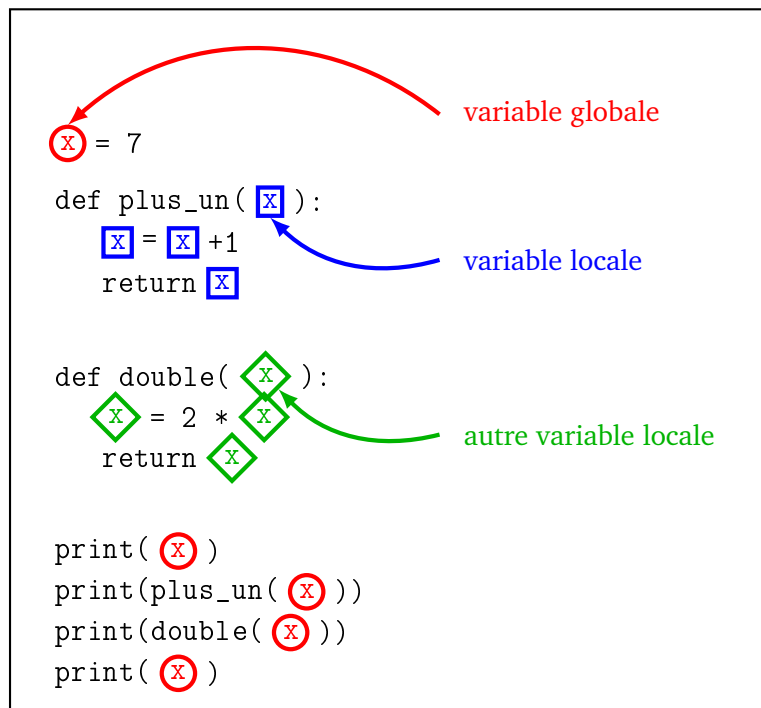 variable globale
x = 7
def plus_un( x ):
x = x +1
variable locale
return x
def double( x ):
x = 2 * x
autre variable locale
return x
print( x )
print(plus_un( x ))
print(double( x ))
print( x )